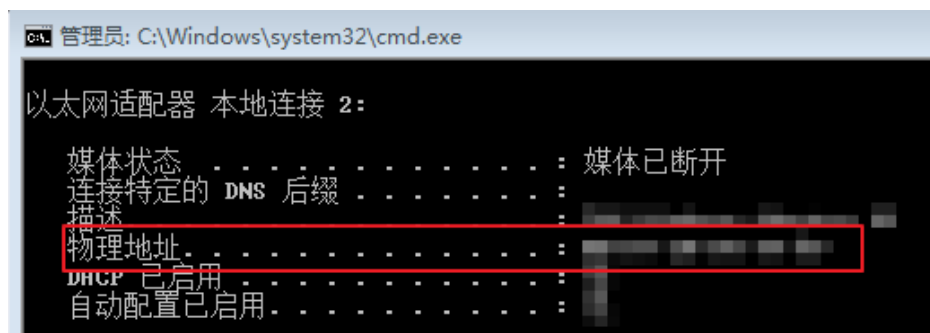 管理员: C:\Windows\system32\cmd.exe
以太网适配器 本地连接 2:
媒体状态 . . . . . . . . . . . . : 媒体已断开
连接特定的 DNS 后缀 . . . . . . . :
描述. . . . . . . . . . . . . . . :
物理地址. . . . . . . . . . . . . :
DHCP 已启用 . . . . . . . . . . . :
自动配置已启用. . . . . . . . . . :